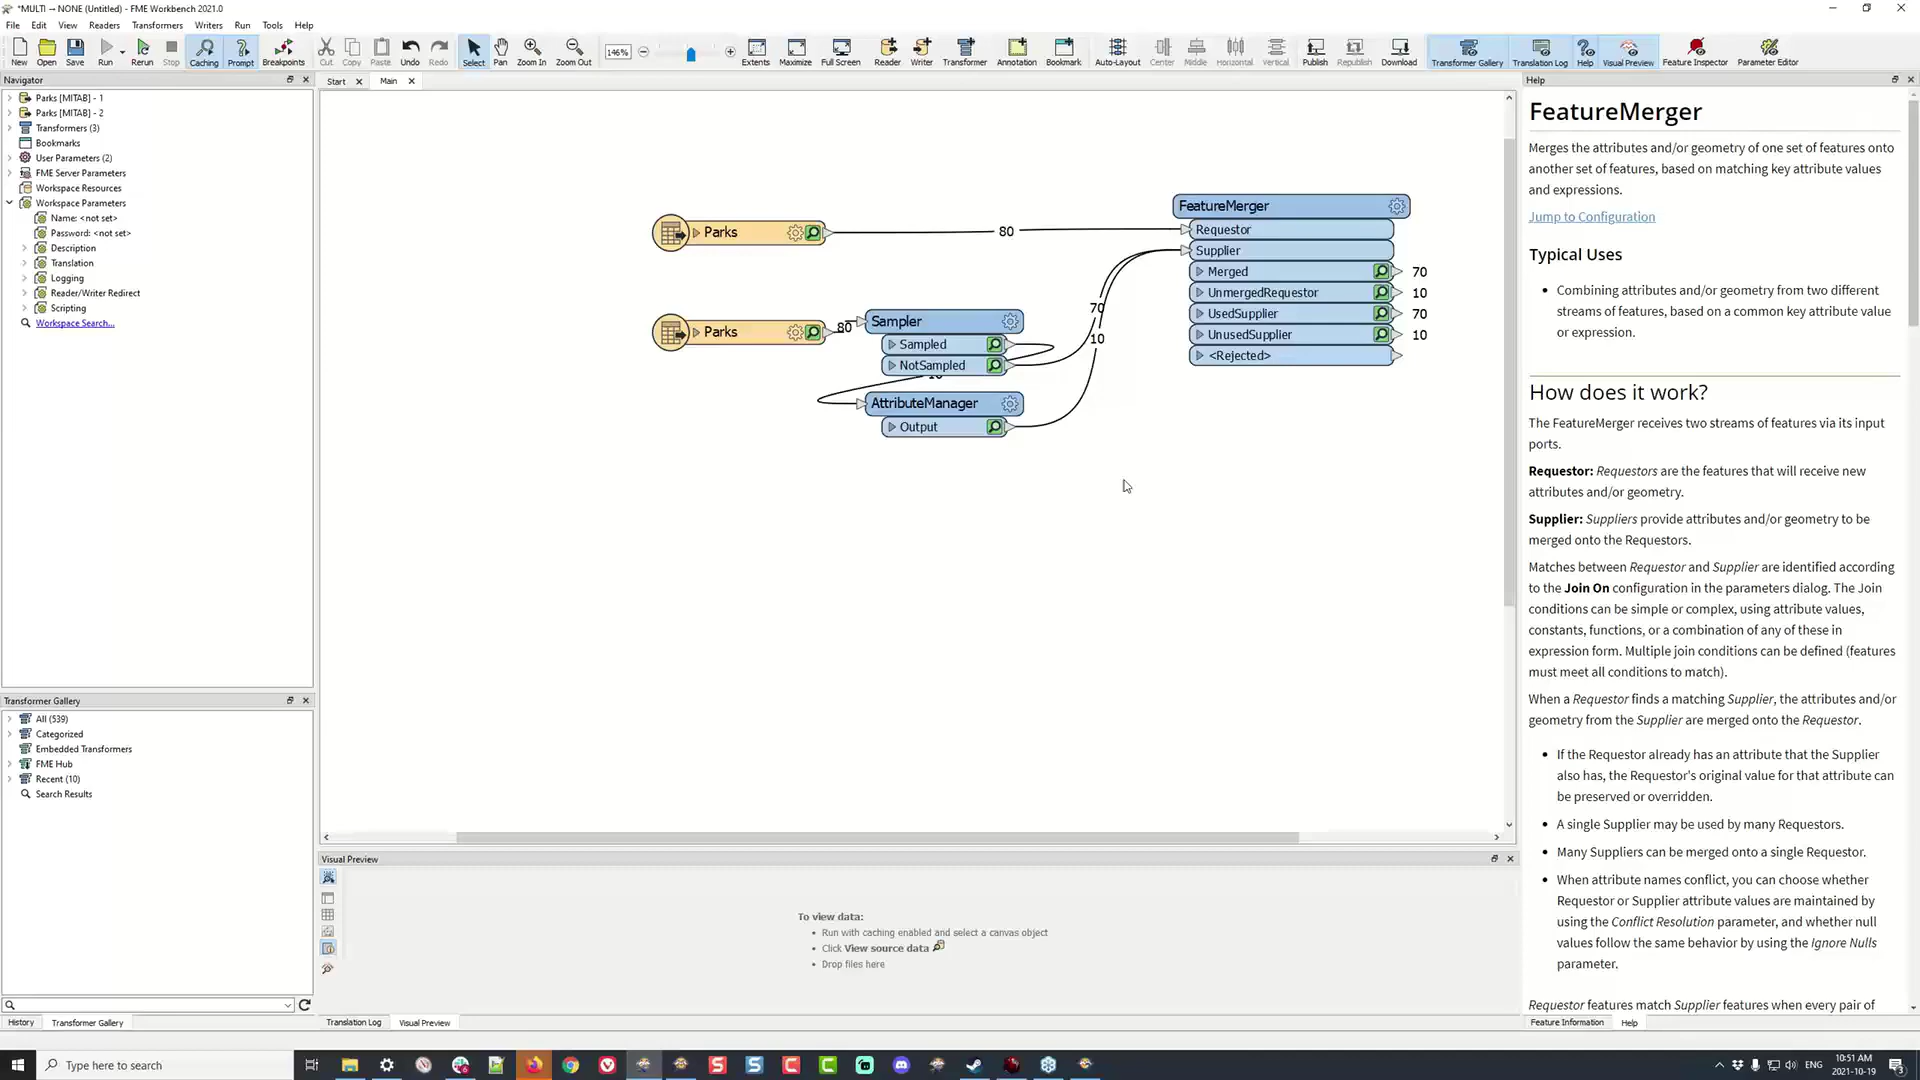 *MULTI → NONE (Untitled) - FME Workbench 2021.0
File Edit View Readers Transformers Writers Run Tools Help
New Open Save Run Rerun Stop Caching Prompt Breakpoints Cut Copy Paste Undo Redo Select Pan Zoom In Zoom Out 146% Extents Maximize Full Screen Reader Writer Transformer Annotation Bookmark Auto-Layout Center Middle Horizontal Vertical Publish Republish Download Transformer Gallery Translation Log Help Visual Preview Feature Inspector Parameter Editor
Navigator
Parks [MITAB] - 1
Parks [MITAB] - 2
Transformers (3)
Bookmarks
User Parameters (2)
FME Server Parameters
Workspace Resources
Workspace Parameters
Name: <not set>
Password: <not set>
Description
Translation
Logging
Reader/Writer Redirect
Scripting
Workspace Search...
Transformer Gallery
All (539)
Categorized
Embedded Transformers
FME Hub
Recent (10)
Search Results
History Transformer Gallery
Start Main
Parks
80
Parks
80
Sampler
Sampled
NotSampled
10
AttributeManager
Output
70
10
FeatureMerger
Requestor
Supplier
Merged 70
UnmergedRequestor 10
UsedSupplier 70
UnusedSupplier 10
<Rejected>
Visual Preview
To view data:
• Run with caching enabled and select a canvas object
• Click View source data
• Drop files here
Translation Log Visual Preview
Help
FeatureMerger
Merges the attributes and/or geometry of one set of features onto
another set of features, based on matching key attribute values
and expressions.
Jump to Configuration
Typical Uses
• Combining attributes and/or geometry from two different
streams of features, based on a common key attribute value
or expression.
How does it work?
The FeatureMerger receives two streams of features via its input
ports.
Requestor: Requestors are the features that will receive new
attributes and/or geometry.
Supplier: Suppliers provide attributes and/or geometry to be
merged onto the Requestors.
Matches between Requestor and Supplier are identified according
to the Join On configuration in the parameters dialog. The Join
conditions can be simple or complex, using attribute values,
constants, functions, or a combination of any of these in
expression form. Multiple join conditions can be defined (features
must meet all conditions to match).
When a Requestor finds a matching Supplier, the attributes and/or
geometry from the Supplier are merged onto the Requestor.
• If the Requestor already has an attribute that the Supplier
also has, the Requestor's original value for that attribute can
be preserved or overridden.
• A single Supplier may be used by many Requestors.
• Many Suppliers can be merged onto a single Requestor.
• When attribute names conflict, you can choose whether
Requestor or Supplier attribute values are maintained by
using the Conflict Resolution parameter, and whether null
values follow the same behavior by using the Ignore Nulls
parameter.
Requestor features match Supplier features when every pair of
Feature Information Help
Type here to search
ENG
10:51 AM
2021-10-19